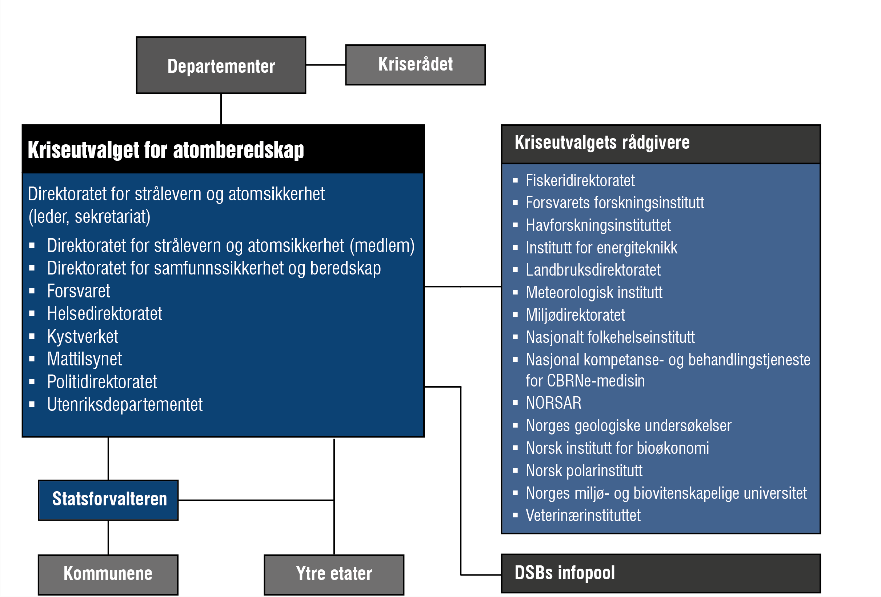 Departementer
Kriserådet
Kriseutvalget for atomberedskap
Direktoratet for strålevern og atomsikkerhet
(leder, sekretariat)
▪ Direktoratet for strålevern og atomsikkerhet (medlem)
▪ Direktoratet for samfunnssikkerhet og beredskap
▪ Forsvaret
▪ Helsedirektoratet
▪ Kystverket
▪ Mattilsynet
▪ Politidirektoratet
▪ Utenriksdepartementet
Kriseutvalgets rådgivere
▪ Fiskeridirektoratet
▪ Forsvarets forskningsinstitutt
▪ Havforskningsinstituttet
▪ Institutt for energiteknikk
▪ Landbruksdirektoratet
▪ Meteorologisk institutt
▪ Miljødirektoratet
▪ Nasjonalt folkehelseinstitutt
▪ Nasjonal kompetanse- og behandlingstjeneste
for CBRNe-medisin
▪ NORSAR
▪ Norges geologiske undersøkelser
▪ Norsk institutt for bioøkonomi
▪ Norsk polarinstitutt
▪ Norges miljø- og biovitenskapelige universitet
▪ Veterinærinstituttet
Statsforvalteren
Kommunene
Ytre etater
DSBs infopool